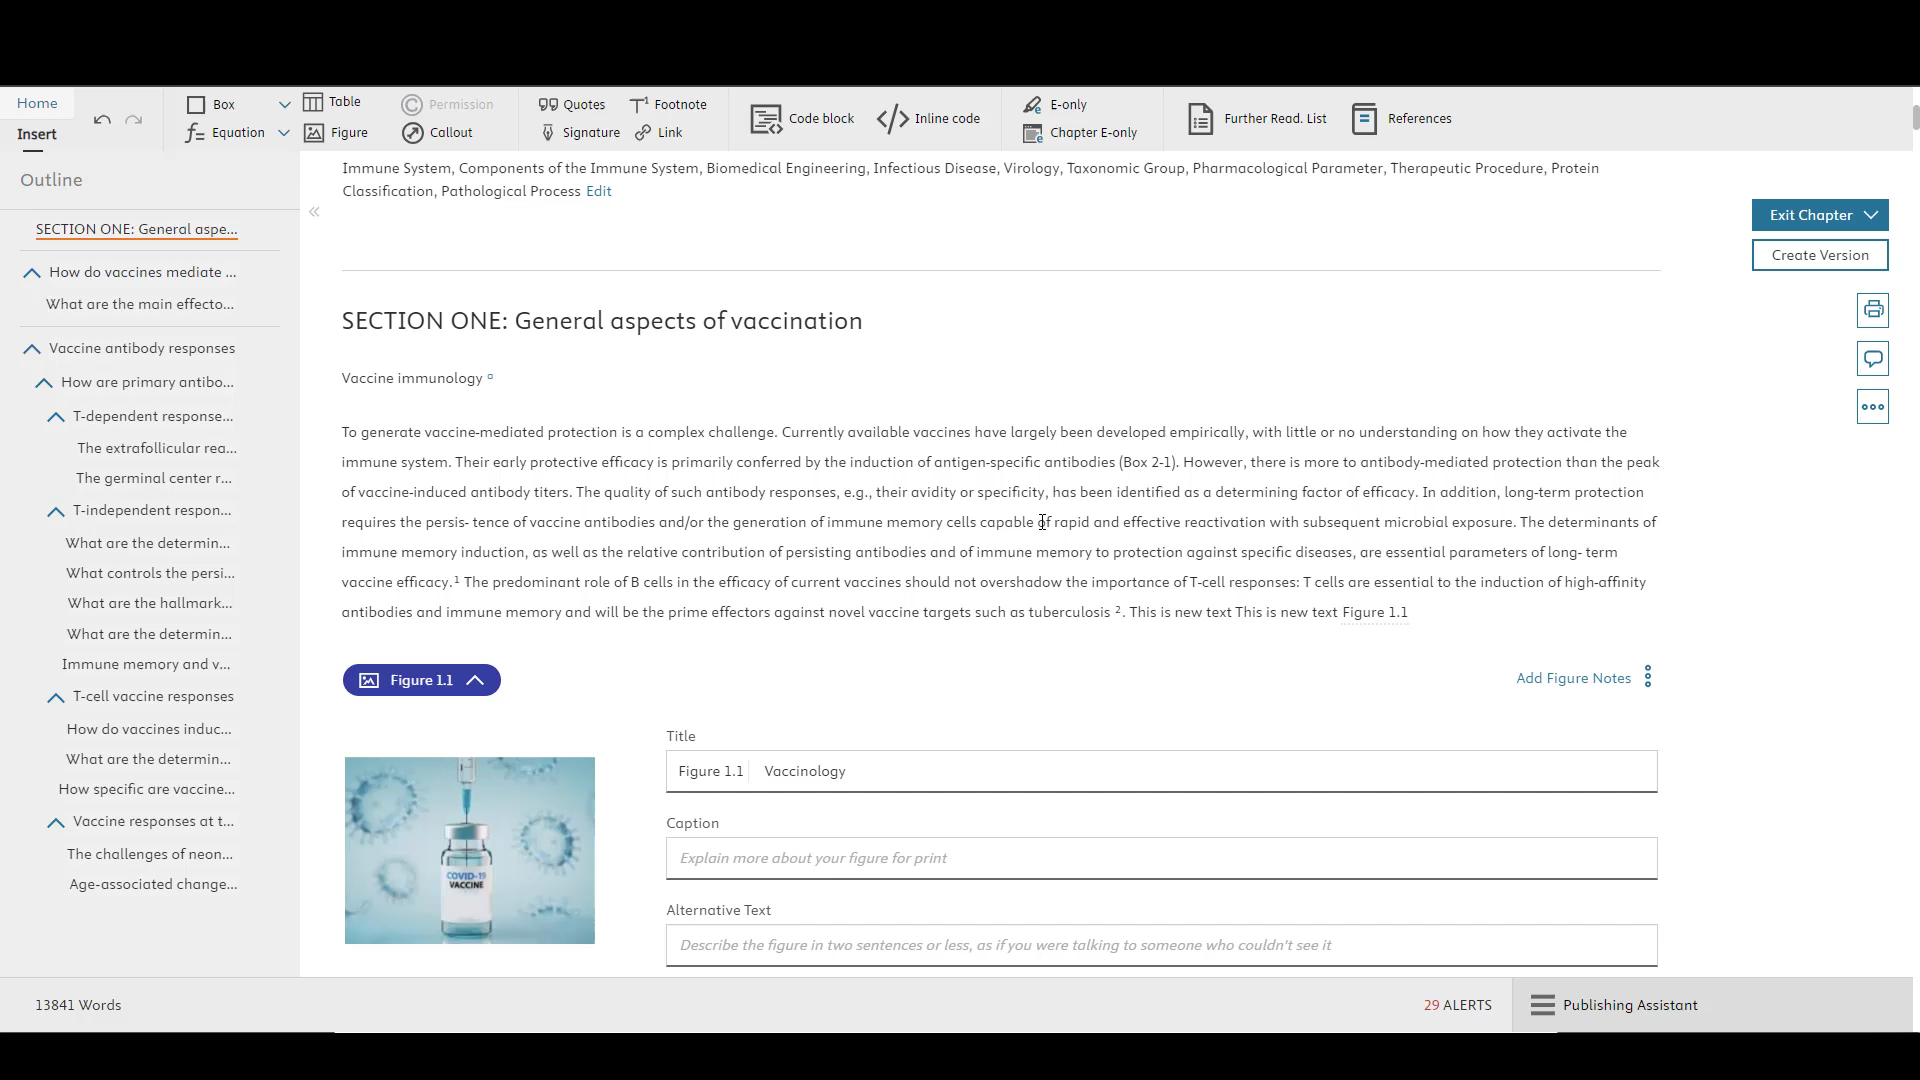 Home
Insert
Box
Equation
Table
Figure
Permission
Callout
Quotes
Signature
Footnote
Link
Code block
Inline code
E-only
Chapter E-only
Further Read. List
References
Outline
SECTION ONE: General aspe...
How do vaccines mediate ...
What are the main effecto...
Vaccine antibody responses
How are primary antibo...
T-dependent response...
The extrafollicular rea...
The germinal center r...
T-independent respon...
What are the determin...
What controls the persi...
What are the hallmark...
What are the determin...
Immune memory and v...
T-cell vaccine responses
How do vaccines induc...
What are the determin...
How specific are vaccine...
Vaccine responses at t...
The challenges of neon...
Age-associated change...
Immune System, Components of the Immune System, Biomedical Engineering, Infectious Disease, Virology, Taxonomic Group, Pharmacological Parameter, Therapeutic Procedure, Protein
Classification, Pathological Process Edit
Exit Chapter
Create Version
SECTION ONE: General aspects of vaccination
Vaccine immunology
To generate vaccine-mediated protection is a complex challenge. Currently available vaccines have largely been developed empirically, with little or no understanding on how they activate the
immune system. Their early protective efficacy is primarily conferred by the induction of antigen-specific antibodies (Box 2-1). However, there is more to antibody-mediated protection than the peak
of vaccine-induced antibody titers. The quality of such antibody responses, e.g., their avidity or specificity, has been identified as a determining factor of efficacy. In addition, long-term protection
requires the persis- tence of vaccine antibodies and/or the generation of immune memory cells capable of rapid and effective reactivation with subsequent microbial exposure. The determinants of
immune memory induction, as well as the relative contribution of persisting antibodies and of immune memory to protection against specific diseases, are essential parameters of long- term
vaccine efficacy.¹ The predominant role of B cells in the efficacy of current vaccines should not overshadow the importance of T-cell responses: T cells are essential to the induction of high-affinity
antibodies and immune memory and will be the prime effectors against novel vaccine targets such as tuberculosis ². This is new text This is new text Figure 1.1
Figure 1.1
Add Figure Notes
Title
Figure 1.1 Vaccinology
Caption
Explain more about your figure for print
Alternative Text
Describe the figure in two sentences or less, as if you were talking to someone who couldn't see it
COVID-19
VACCINE
13841 Words
29 ALERTS
Publishing Assistant